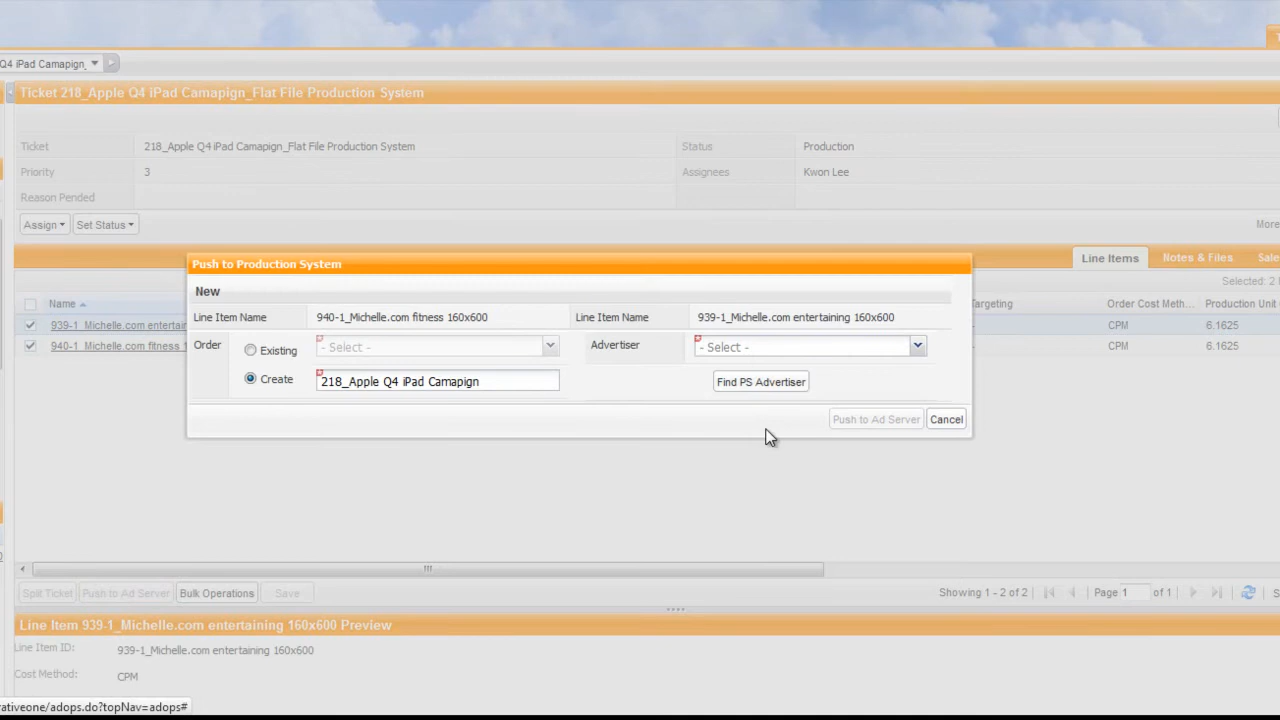 Q4 iPad Camapign_
Ticket 218_Apple Q4 iPad Camapign_Flat File Production System
Ticket 218_Apple Q4 iPad Camapign_Flat File Production System Status Production
Priority 3 Assignees Kwon Lee
Reason Pended
Assign Set Status More
Line Items Notes & Files Sale
Selected: 2
Name Targeting Order Cost Meth... Production Unit
939-1_Michelle.com entertain - CPM 6.1625
940-1_Michelle.com fitness 1 - CPM 6.1625
Push to Production System
New
Line Item Name 940-1_Michelle.com fitness 160x600 Line Item Name 939-1_Michelle.com entertaining 160x600
Order Existing - Select - Advertiser - Select -
Create 218_Apple Q4 iPad Camapign Find PS Advertiser
Push to Ad Server Cancel
Split Ticket Push to Ad Server Bulk Operations Save Showing 1 - 2 of 2 Page 1 of 1 S
Line Item 939-1_Michelle.com entertaining 160x600 Preview
Line Item ID: 939-1_Michelle.com entertaining 160x600
Cost Method: CPM
rativeone/adops.do?topNav=adops#